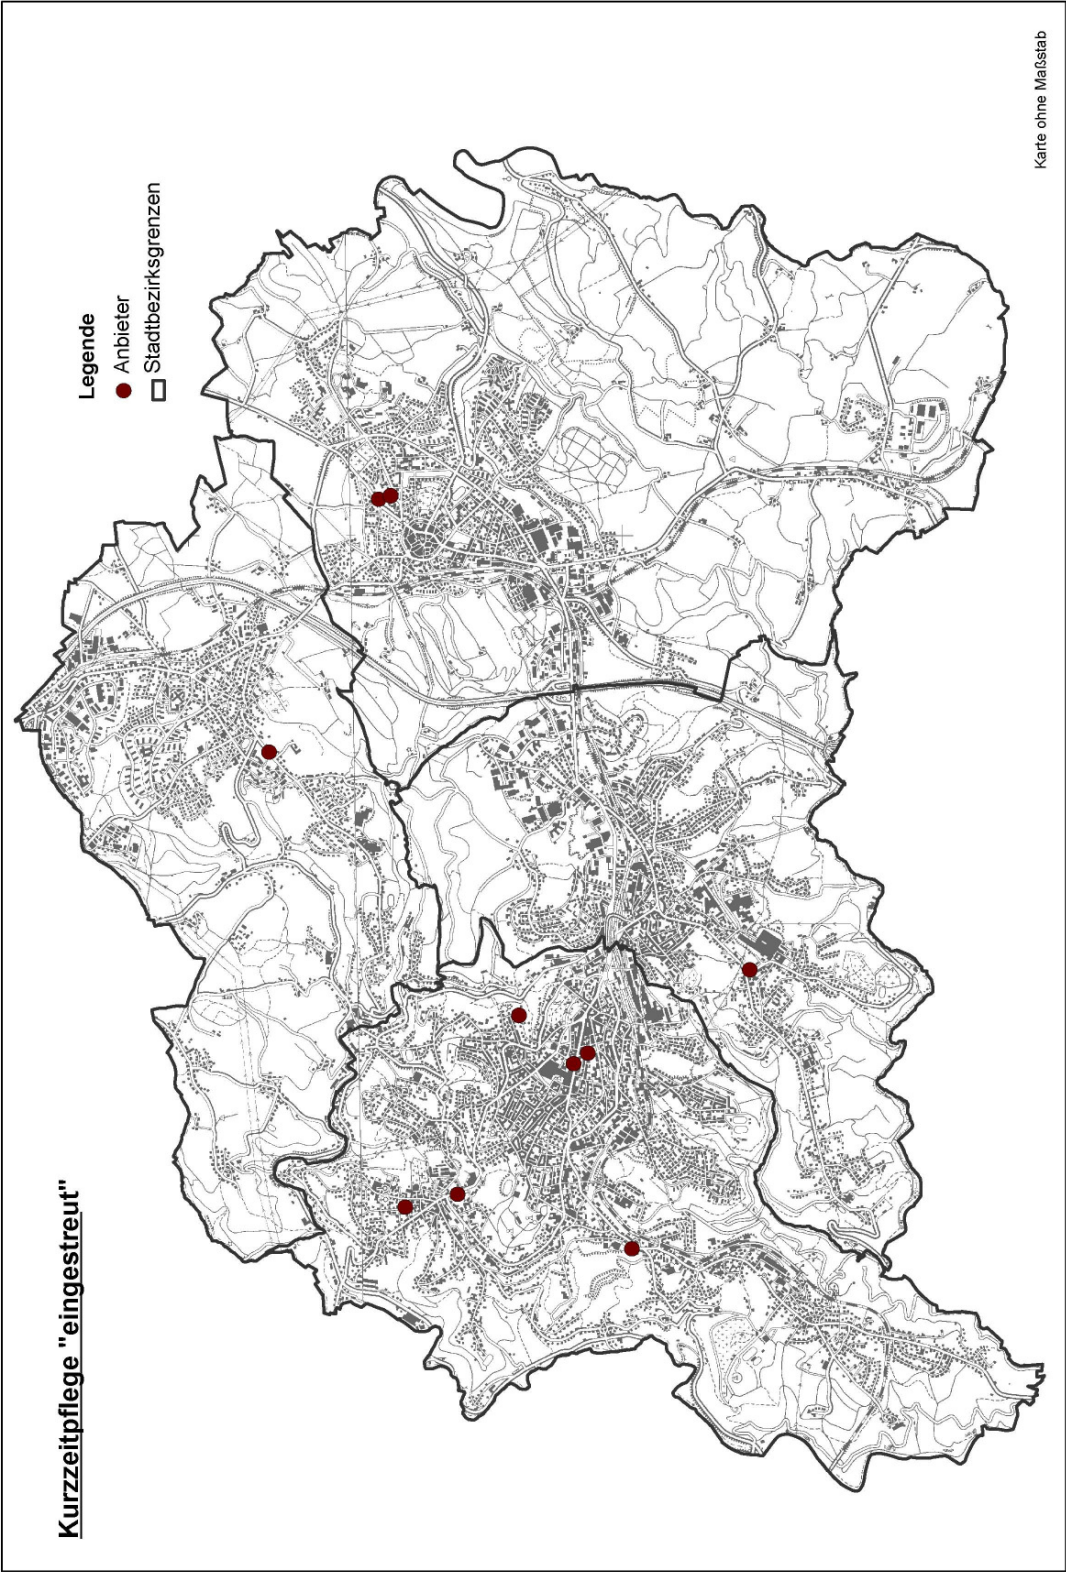 Kurzzeitpflege "eingestreut"
Legende
Anbieter
Stadtbezirksgrenzen
Karte ohne Maßstab